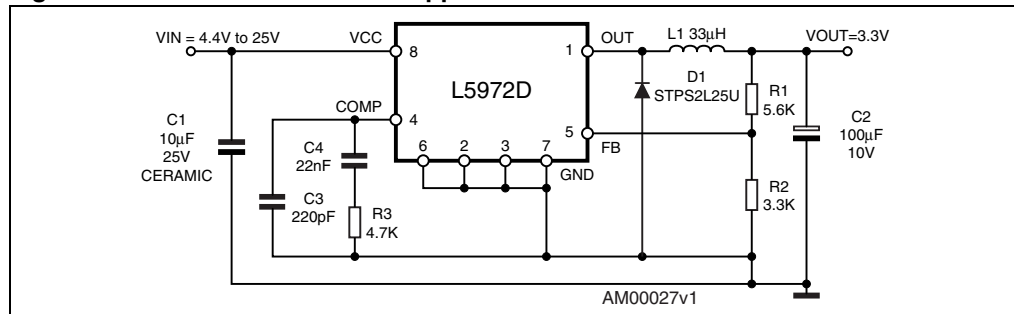 VIN = 4.4V to 25V
VCC
8
1
OUT
L1 33µH
VOUT=3.3V
L5972D
D1
STPS2L25U
R1
5.6K
COMP
4
5
FB
C1
10µF
25V
CERAMIC
C4
22nF
6
2
3
7
GND
C2
100µF
10V
C3
220pF
R3
4.7K
R2
3.3K
AM00027v1